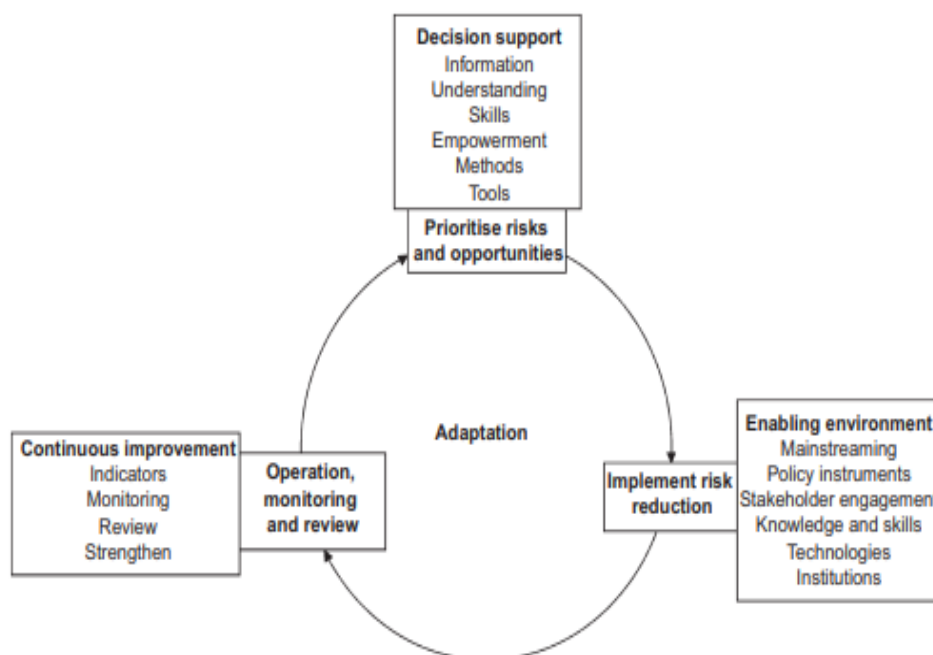 Decision support
Information
Understanding
Skills
Empowerment
Methods
Tools
Prioritise risks
and opportunities
Adaptation
Continuous improvement
Indicators
Monitoring
Review
Strengthen
Operation,
monitoring
and review
Implement risk
reduction
Enabling environment
Mainstreaming
Policy instruments
Stakeholder engagement
Knowledge and skills
Technologies
Institutions